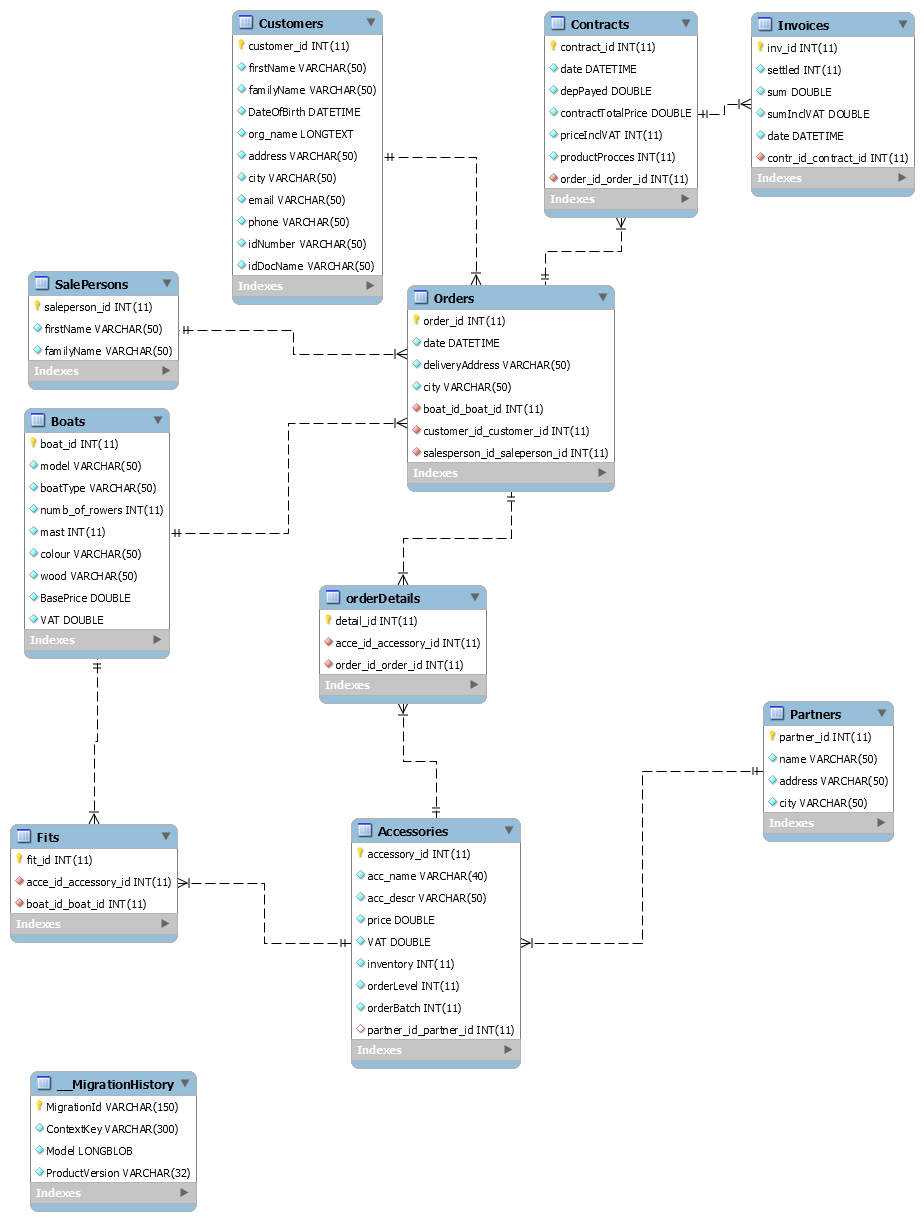 Customers
customer_id INT(11)
firstName VARCHAR(50)
familyName VARCHAR(50)
DateOfBirth DATETIME
org_name LONGTEXT
address VARCHAR(50)
city VARCHAR(50)
email VARCHAR(50)
phone VARCHAR(50)
idNumber VARCHAR(50)
idDocName VARCHAR(50)
Indexes
Contracts
contract_id INT(11)
date DATETIME
depPayed DOUBLE
contractTotalPrice DOUBLE
priceInclVAT INT(11)
productProcces INT(11)
order_id_order_id INT(11)
Indexes
Invoices
inv_id INT(11)
settled INT(11)
sum DOUBLE
sumInclVAT DOUBLE
date DATETIME
contr_id_contract_id INT(11)
Indexes
SalePersons
saleperson_id INT(11)
firstName VARCHAR(50)
familyName VARCHAR(50)
Indexes
Orders
order_id INT(11)
date DATETIME
deliveryAddress VARCHAR(50)
city VARCHAR(50)
boat_id_boat_id INT(11)
customer_id_customer_id INT(11)
salesperson_id_saleperson_id INT(11)
Indexes
Boats
boat_id INT(11)
model VARCHAR(50)
boatType VARCHAR(50)
numb_of_rowers INT(11)
mast INT(11)
colour VARCHAR(50)
wood VARCHAR(50)
BasePrice DOUBLE
VAT DOUBLE
Indexes
orderDetails
detail_id INT(11)
acce_id_accessory_id INT(11)
order_id_order_id INT(11)
Indexes
Partners
partner_id INT(11)
name VARCHAR(50)
address VARCHAR(50)
city VARCHAR(50)
Indexes
Fits
fit_id INT(11)
acce_id_accessory_id INT(11)
boat_id_boat_id INT(11)
Indexes
Accessories
accessory_id INT(11)
acc_name VARCHAR(40)
acc_descr VARCHAR(50)
price DOUBLE
VAT DOUBLE
inventory INT(11)
orderLevel INT(11)
orderBatch INT(11)
partner_id_partner_id INT(11)
Indexes
__MigrationHistory
MigrationId VARCHAR(150)
ContextKey VARCHAR(300)
Model LONGBLOB
ProductVersion VARCHAR(32)
Indexes